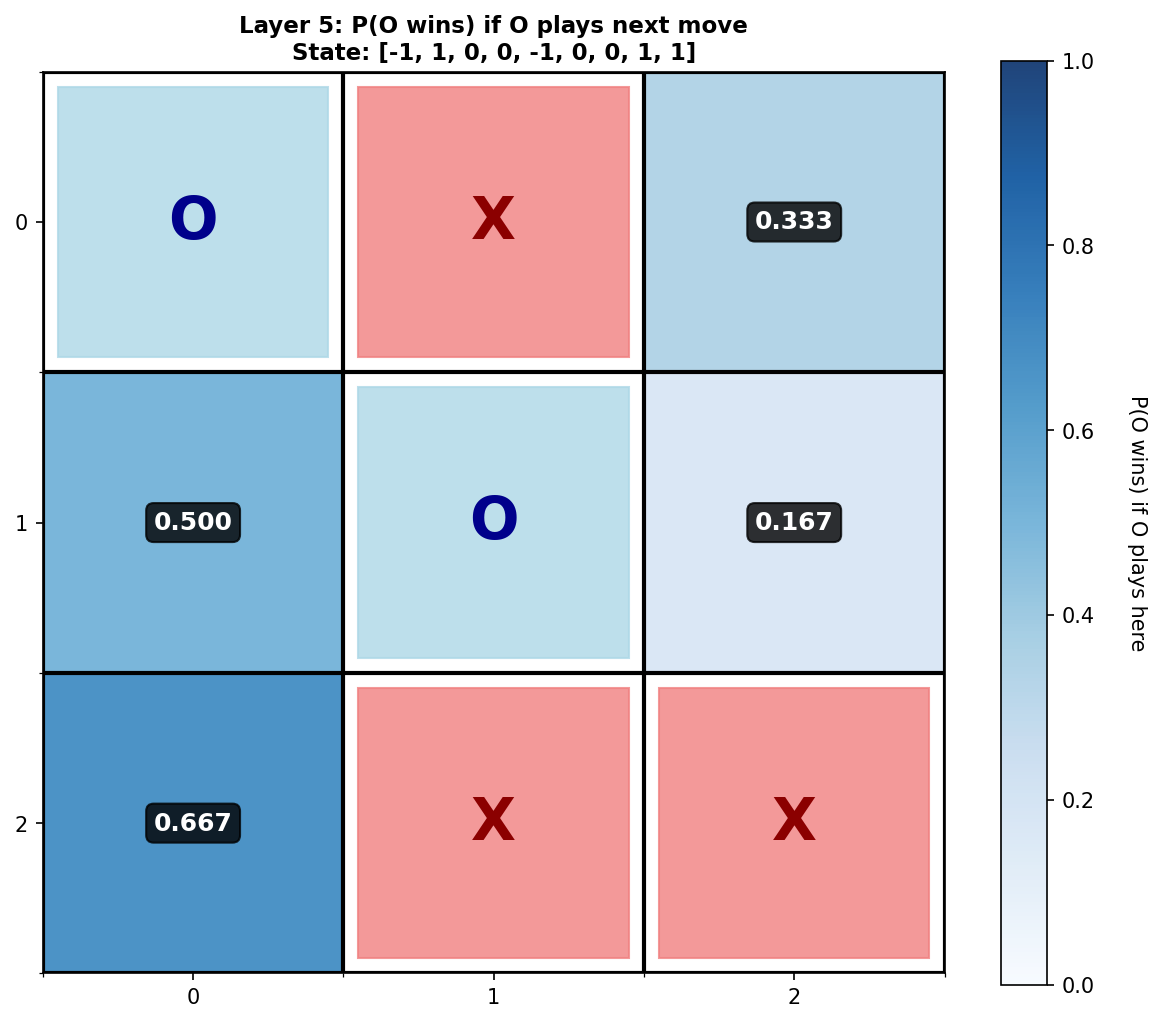 Layer 5: P(O wins) if O plays next move
State: [-1, 1, 0, 0, -1, 0, 0, 1, 1]
O
X
0.333
0.500
O
0.167
0.667
X
X
0
1
2
0
1
2
1.0
0.8
0.6
0.4
0.2
0.0
P(O wins) if O plays here